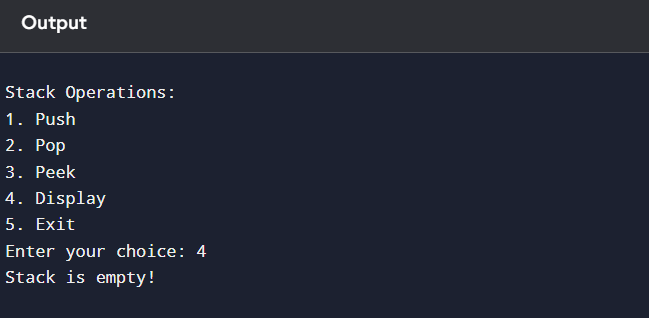 Output
Stack Operations:
1. Push
2. Pop
3. Peek
4. Display
5. Exit
Enter your choice: 4
Stack is empty!